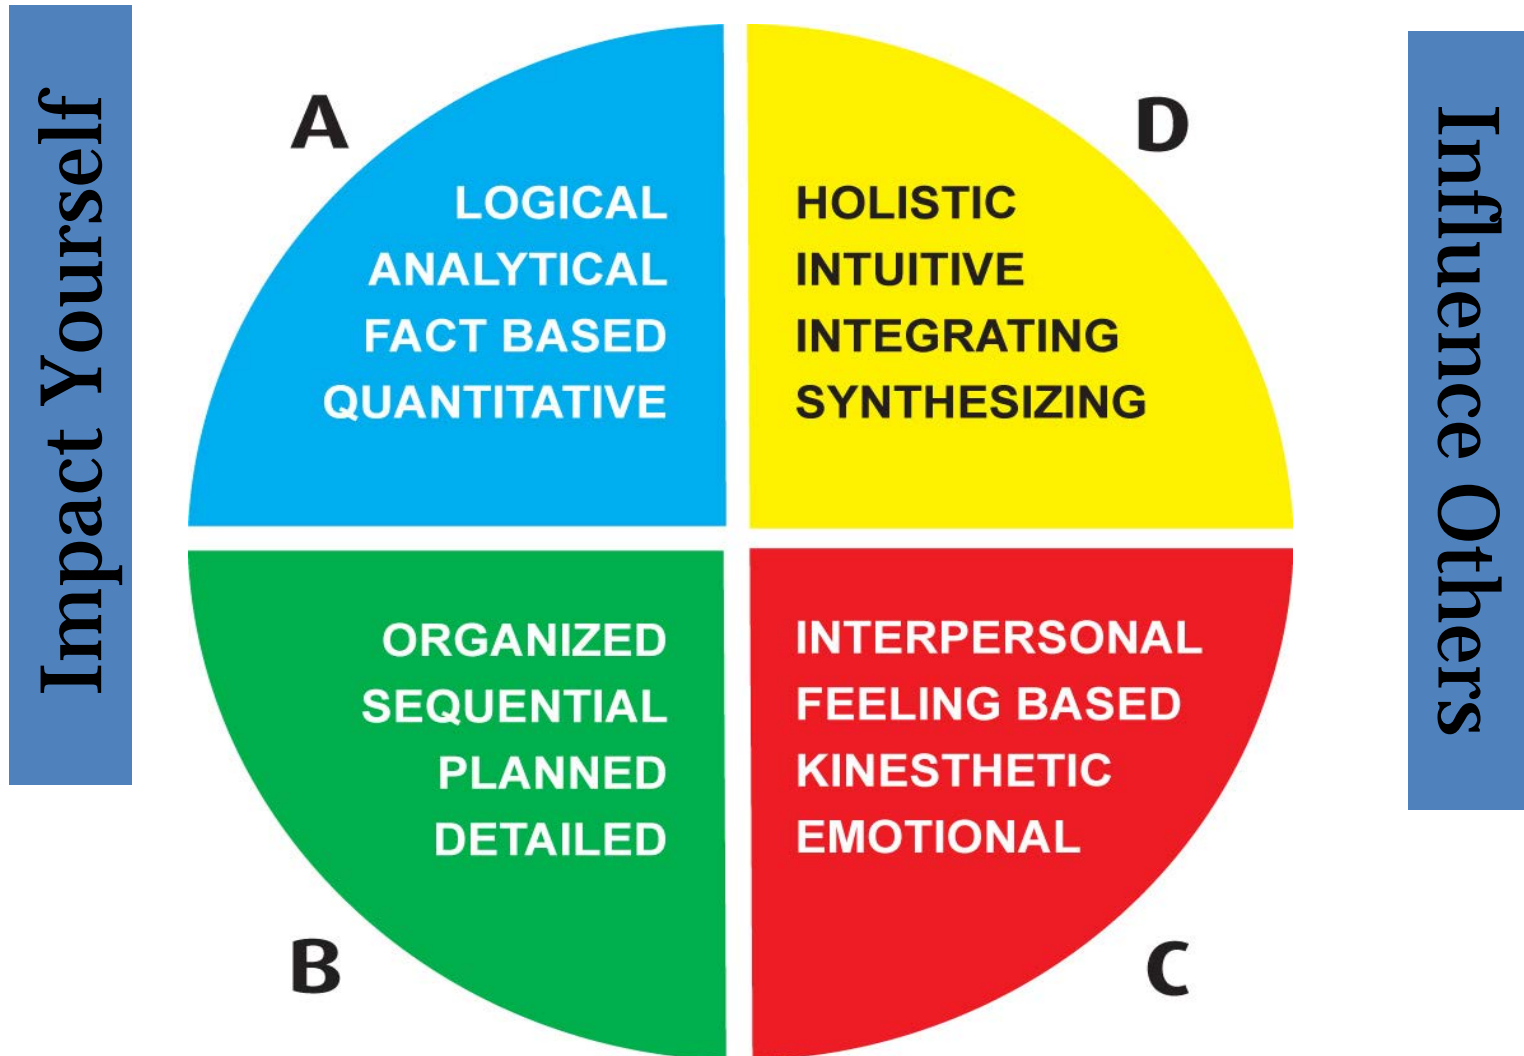 Impact Yourself
A
LOGICAL
ANALYTICAL
FACT BASED
QUANTITATIVE
D
HOLISTIC
INTUITIVE
INTEGRATING
SYNTHESIZING
B
ORGANIZED
SEQUENTIAL
PLANNED
DETAILED
C
INTERPERSONAL
FEELING BASED
KINESTHETIC
EMOTIONAL
Influence Others